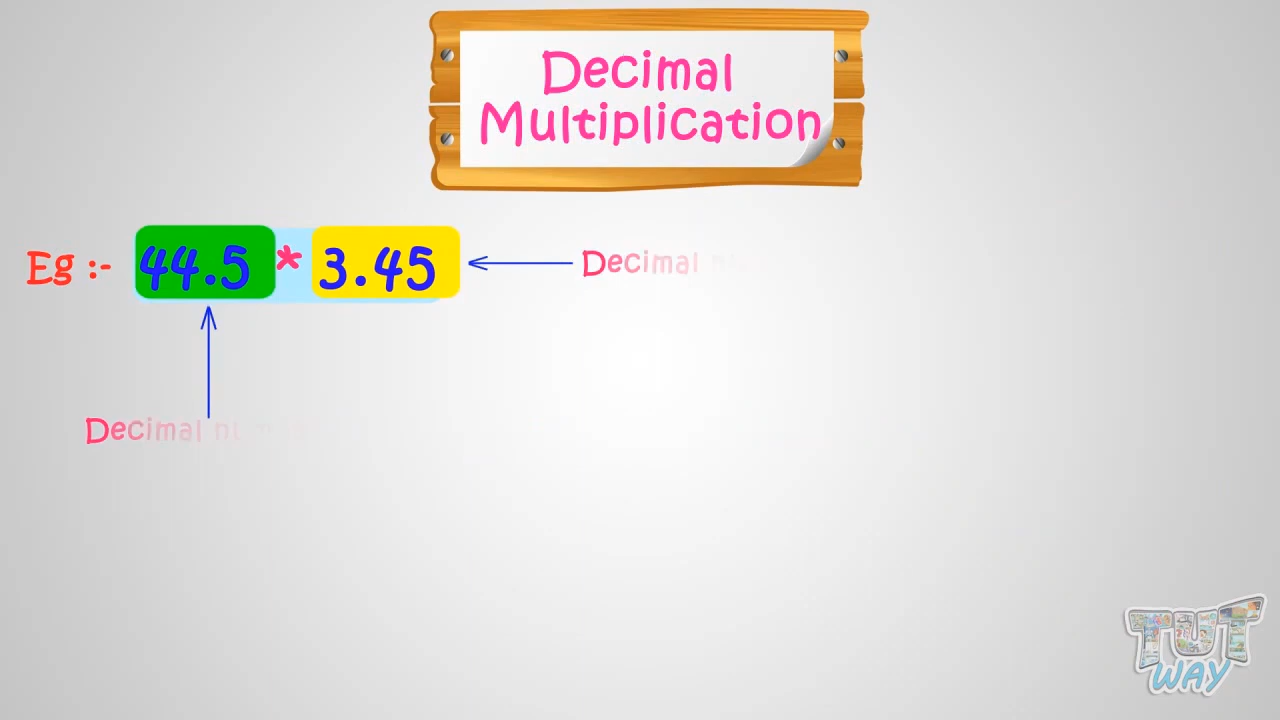 Decimal
Multiplication
Eg :- 44.5 * 3.45
Decimal
Decimal
TUT
WAY